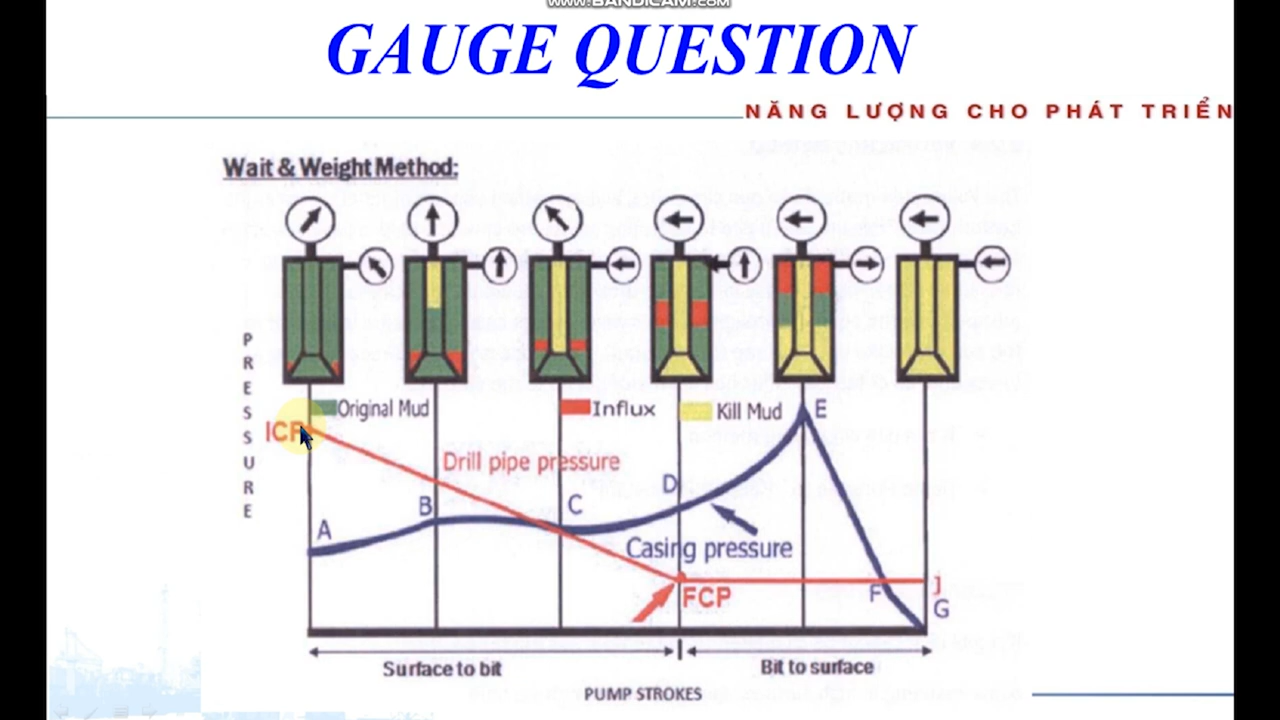 www.BANDICAM.com
GAUGE QUESTION
NĂNG LƯỢNG CHO PHÁT TRIỂN
Wait & Weight Method:
PRESSURE
Original Mud
Influx
Kill Mud
ICP
Drill pipe pressure
A
B
C
D
E
Casing pressure
FCP
F
J
G
Surface to bit
Bit to surface
PUMP STROKES